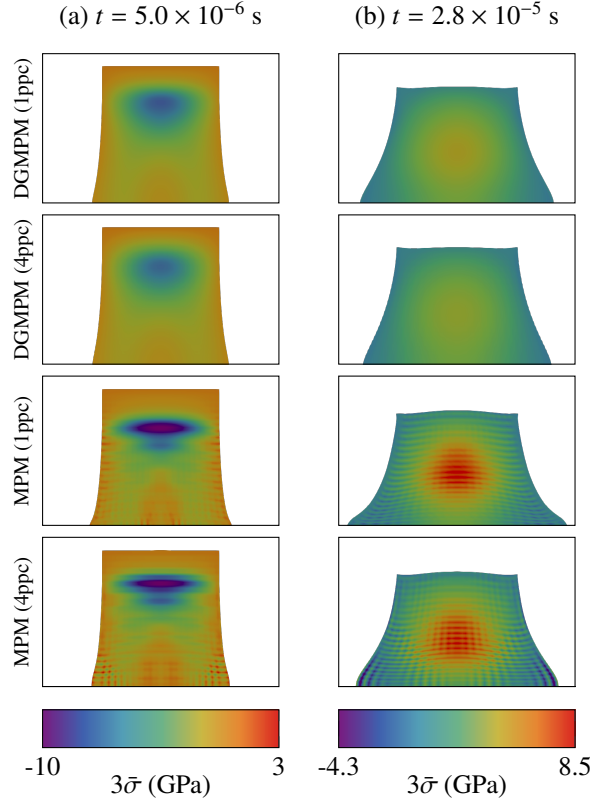 (a) t = 5.0 × 10⁻⁶ s
(b) t = 2.8 × 10⁻⁵ s
DGMPM (1ppc)
DGMPM (4ppc)
MPM (1ppc)
MPM (4ppc)
-10 3
3σ̄ (GPa)
-4.3 8.5
3σ̄ (GPa)